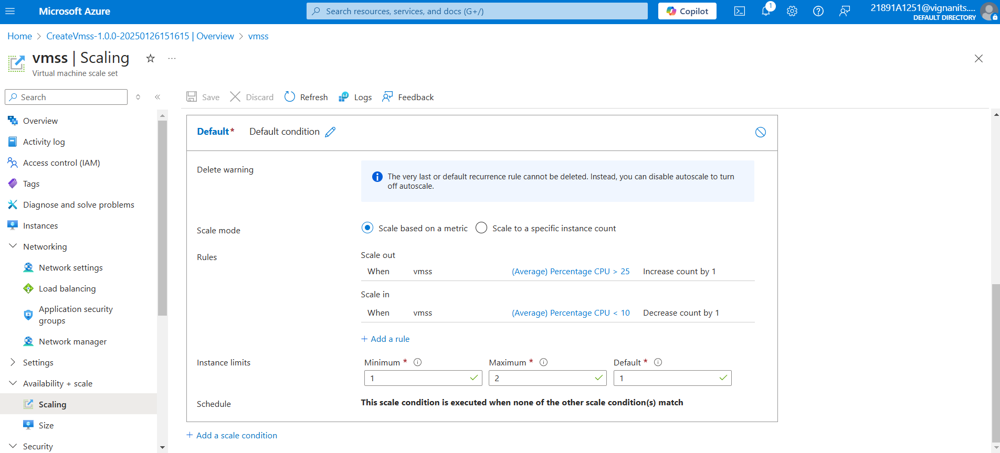 Microsoft Azure
Search resources, services, and docs (G+/)
Copilot
1
21891A1251@vignanits....
DEFAULT DIRECTORY
Home > CreateVmss-1.0.0-20250126151615 | Overview > vmss
vmss | Scaling
Virtual machine scale set
Search
Save
Discard
Refresh
Logs
Feedback
Overview
Activity log
Access control (IAM)
Tags
Diagnose and solve problems
Instances
Networking
Network settings
Load balancing
Application security
groups
Network manager
Settings
Availability + scale
Scaling
Size
Security
Default* Default condition
Delete warning
The very last or default recurrence rule cannot be deleted. Instead, you can disable autoscale to turn
off autoscale.
Scale mode
Scale based on a metric
Scale to a specific instance count
Rules
Scale out
When vmss (Average) Percentage CPU > 25 Increase count by 1
Scale in
When vmss (Average) Percentage CPU < 10 Decrease count by 1
+ Add a rule
Instance limits
Minimum * Maximum * Default *
1 2 1
Schedule
This scale condition is executed when none of the other scale condition(s) match
+ Add a scale condition